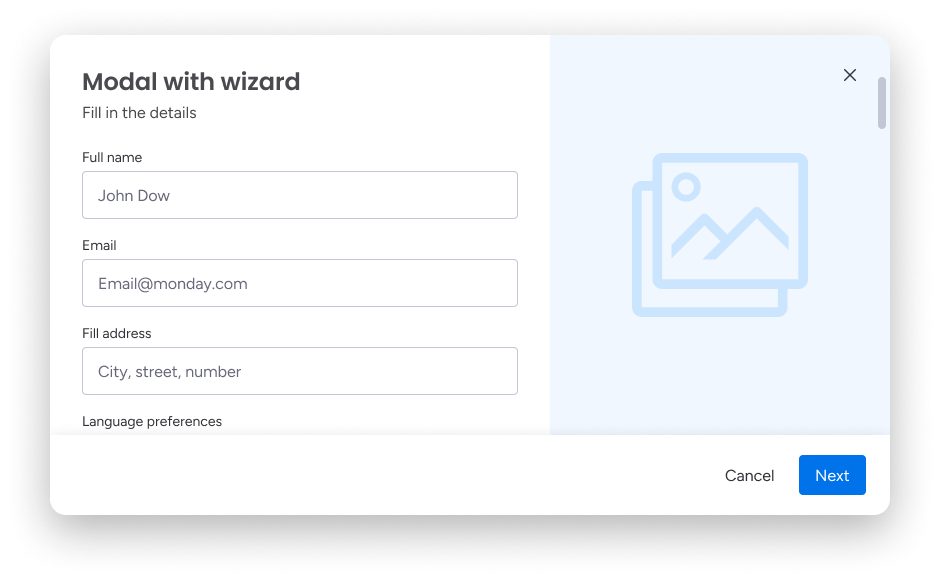 Modal with wizard
Fill in the details
Full name
John Dow
Email
Email@monday.com
Fill address
City, street, number
Language preferences
Cancel
Next